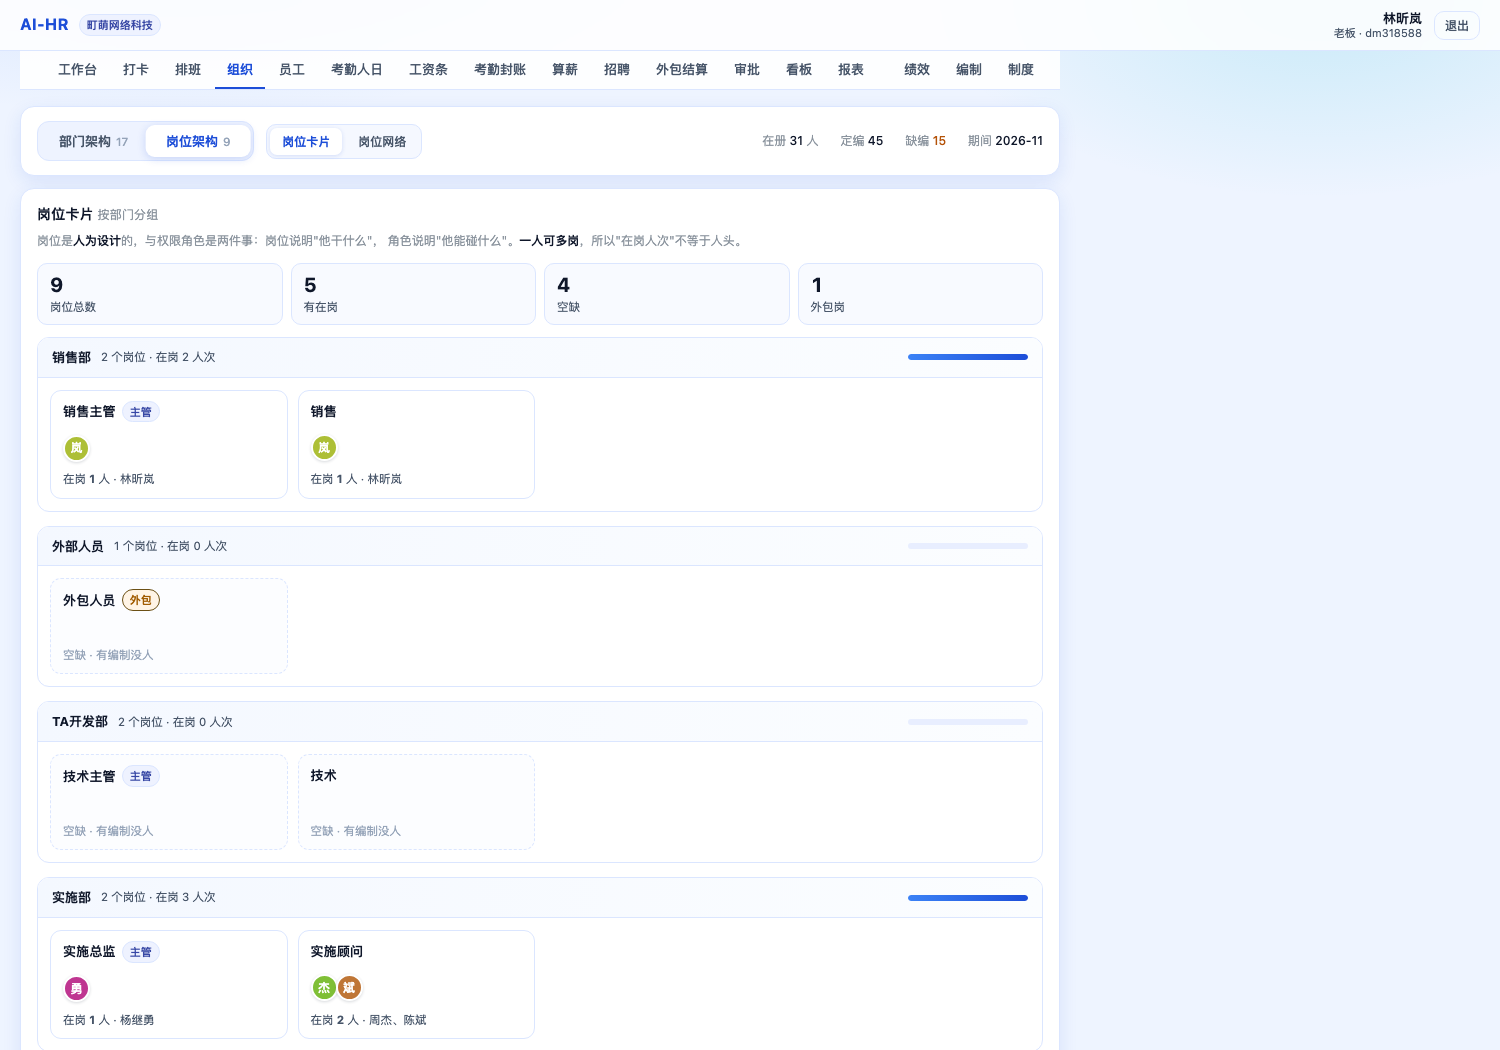 AI-HR 町萌网络科技
林昕岚
老板 · dm318588
退出
工作台 打卡 排班 组织 员工 考勤人日 工资条 考勤封账 算薪 招聘 外包结算 审批 看板 报表 绩效 编制 制度
部门架构 17 岗位架构 9 岗位卡片 岗位网络 在册 31 人 定编 45 缺编 15 期间 2026-11
岗位卡片 按部门分组
岗位是人为设计的，与权限角色是两件事：岗位说明"他干什么"， 角色说明"他能碰什么"。一人可多岗，所以"在岗人次"不等于人头。
9 5 4 1
岗位总数 有在岗 空缺 外包岗
销售部 2 个岗位 · 在岗 2 人次
销售主管 主管 销售
岚 岚
在岗 1 人 · 林昕岚 在岗 1 人 · 林昕岚
外部人员 1 个岗位 · 在岗 0 人次
外包人员 外包
空缺 · 有编制没人
TA开发部 2 个岗位 · 在岗 0 人次
技术主管 主管 技术
空缺 · 有编制没人 空缺 · 有编制没人
实施部 2 个岗位 · 在岗 3 人次
实施总监 主管 实施顾问
勇 杰 斌
在岗 1 人 · 杨继勇 在岗 2 人 · 周杰、陈斌